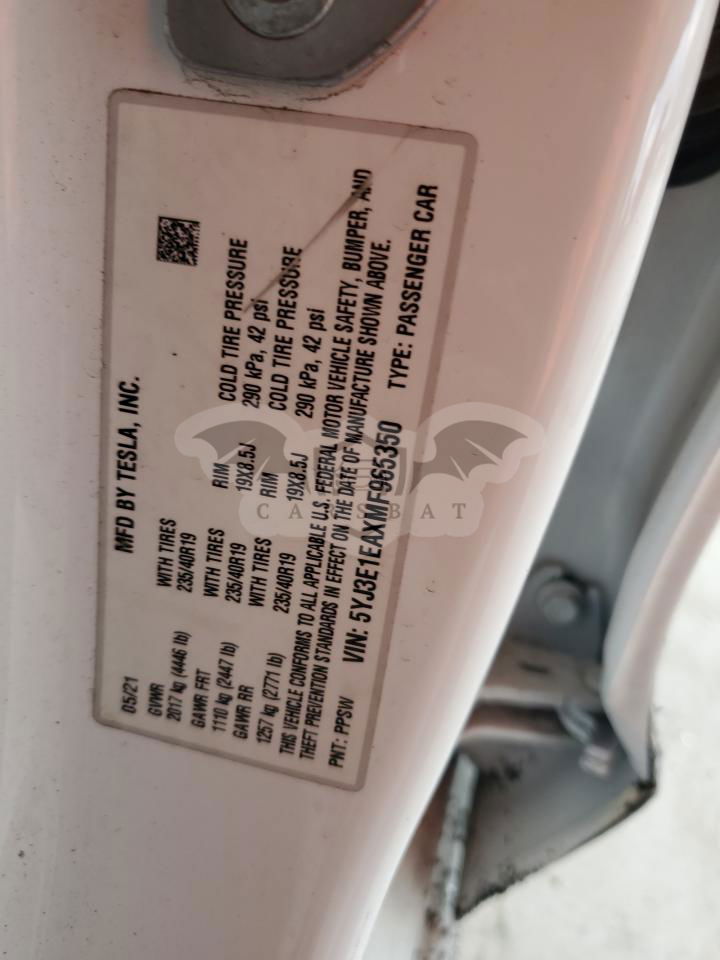 MFD BY TESLA, INC.
05/21
GVWR WITH TIRES RIM COLD TIRE PRESSURE
2017 kg (4446 lb) 235/40R19 19X8.5J 290 kPa, 42 psi
GAWR FRT WITH TIRES RIM COLD TIRE PRESSURE
1110 kg (2447 lb) 235/40R19 19X8.5J 290 kPa, 42 psi
GAWR RR WITH TIRES
1257 kg (2771 lb) 235/40R19
THIS VEHICLE CONFORMS TO ALL APPLICABLE U.S. FEDERAL MOTOR VEHICLE SAFETY, BUMPER, AND
THEFT PREVENTION STANDARDS IN EFFECT ON THE DATE OF MANUFACTURE SHOWN ABOVE.
PNT: PPSW VIN: 5YJ3E1EAXMF965350 TYPE: PASSENGER CAR
CARSBAT